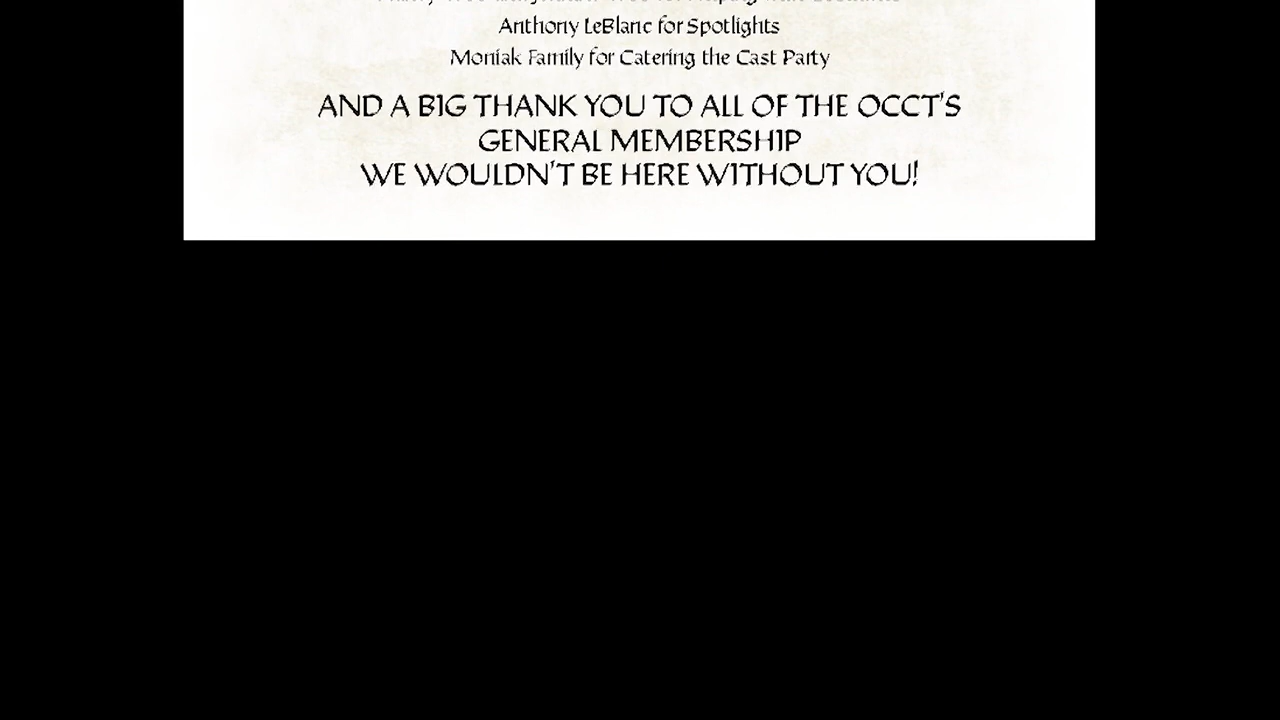 Anthony LeBlanc for Spotlights
Moniak Family for Catering the Cast Party
AND A BIG THANK YOU TO ALL OF THE OCCT'S
GENERAL MEMBERSHIP
WE WOULDN'T BE HERE WITHOUT YOU!